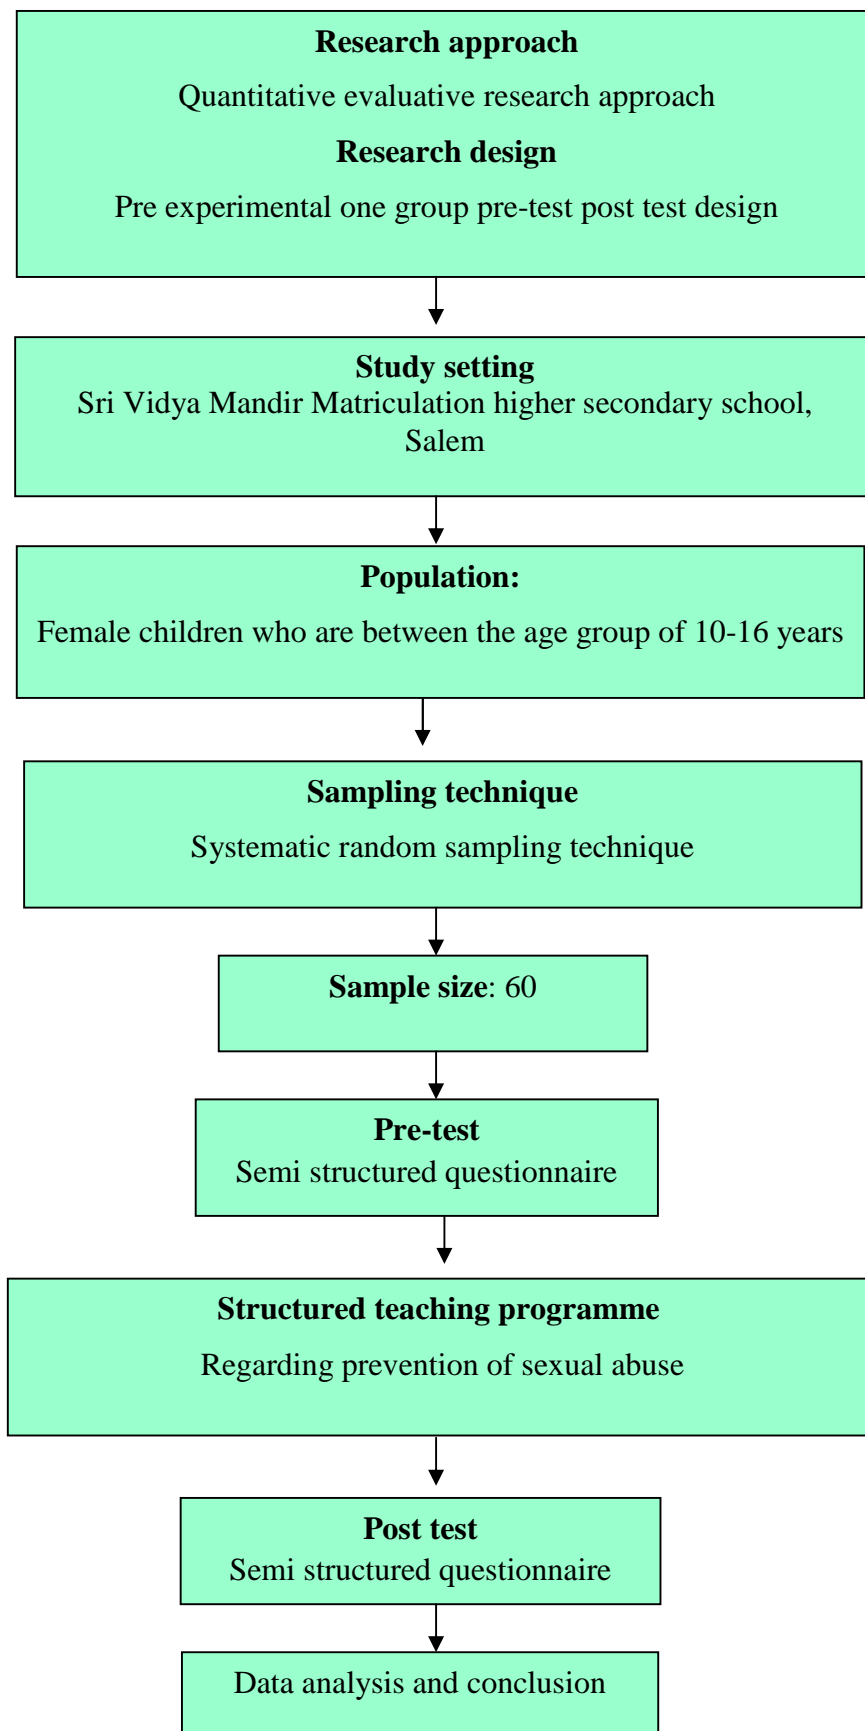 Research approach
Quantitative evaluative research approach
Research design
Pre experimental one group pre-test post test design
Study setting
Sri Vidya Mandir Matriculation higher secondary school,
Salem
Population:
Female children who are between the age group of 10-16 years
Sampling technique
Systematic random sampling technique
Sample size: 60
Pre-test
Semi structured questionnaire
Structured teaching programme
Regarding prevention of sexual abuse
Post test
Semi structured questionnaire
Data analysis and conclusion